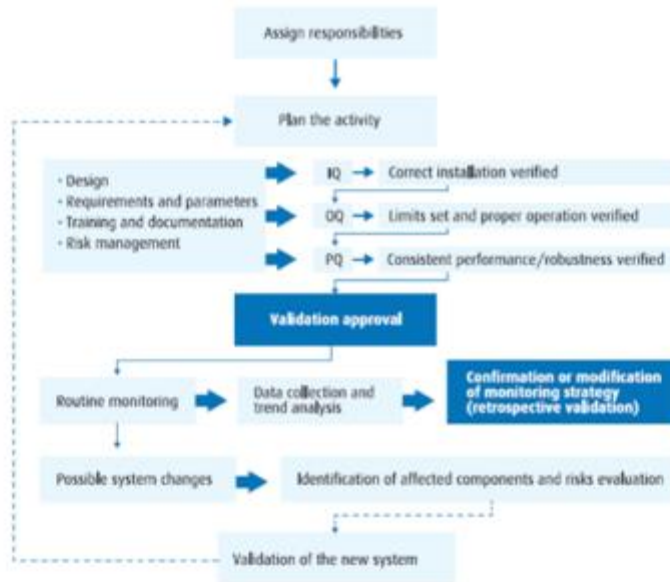 Assign responsibilities
Plan the activity
· Design
· Requirements and parameters
· Training and documentation
· Risk management
IQ
Correct installation verified
OQ
Limits set and proper operation verified
PQ
Consistent performance/robustness verified
Validation approval
Routine monitoring
Data collection and
trend analysis
Confirmation or modification
of monitoring strategy
(retrospective validation)
Possible system changes
Identification of affected components and risks evaluation
Validation of the new system